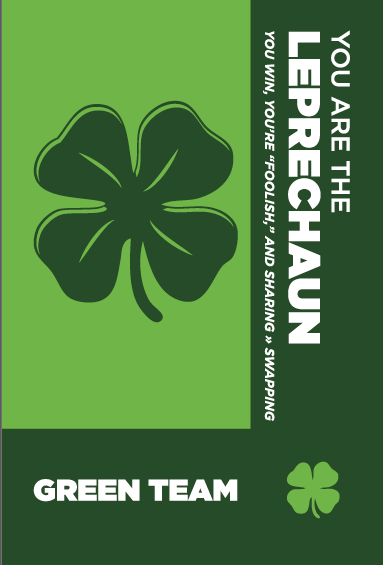 YOU ARE THE
LEPRECHAUN
YOU WIN, YOU'RE “FOOLISH,” AND SHARING » SWAPPING
GREEN TEAM